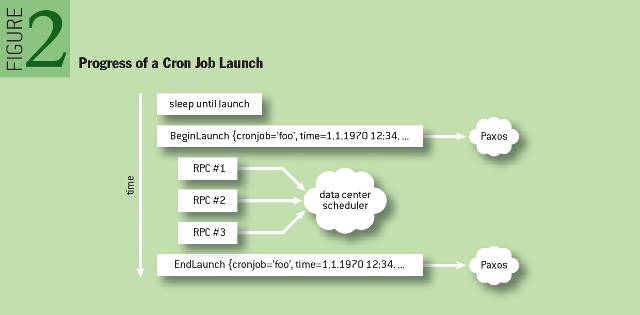 FIGURE 2
Progress of a Cron Job Launch
sleep until launch
BeginLaunch {cronjob='foo', time=1.1.1970 12:34, ...
Paxos
time
RPC #1
RPC #2
RPC #3
data center
scheduler
EndLaunch {cronjob='foo', time=1.1.1970 12:34, ...
Paxos